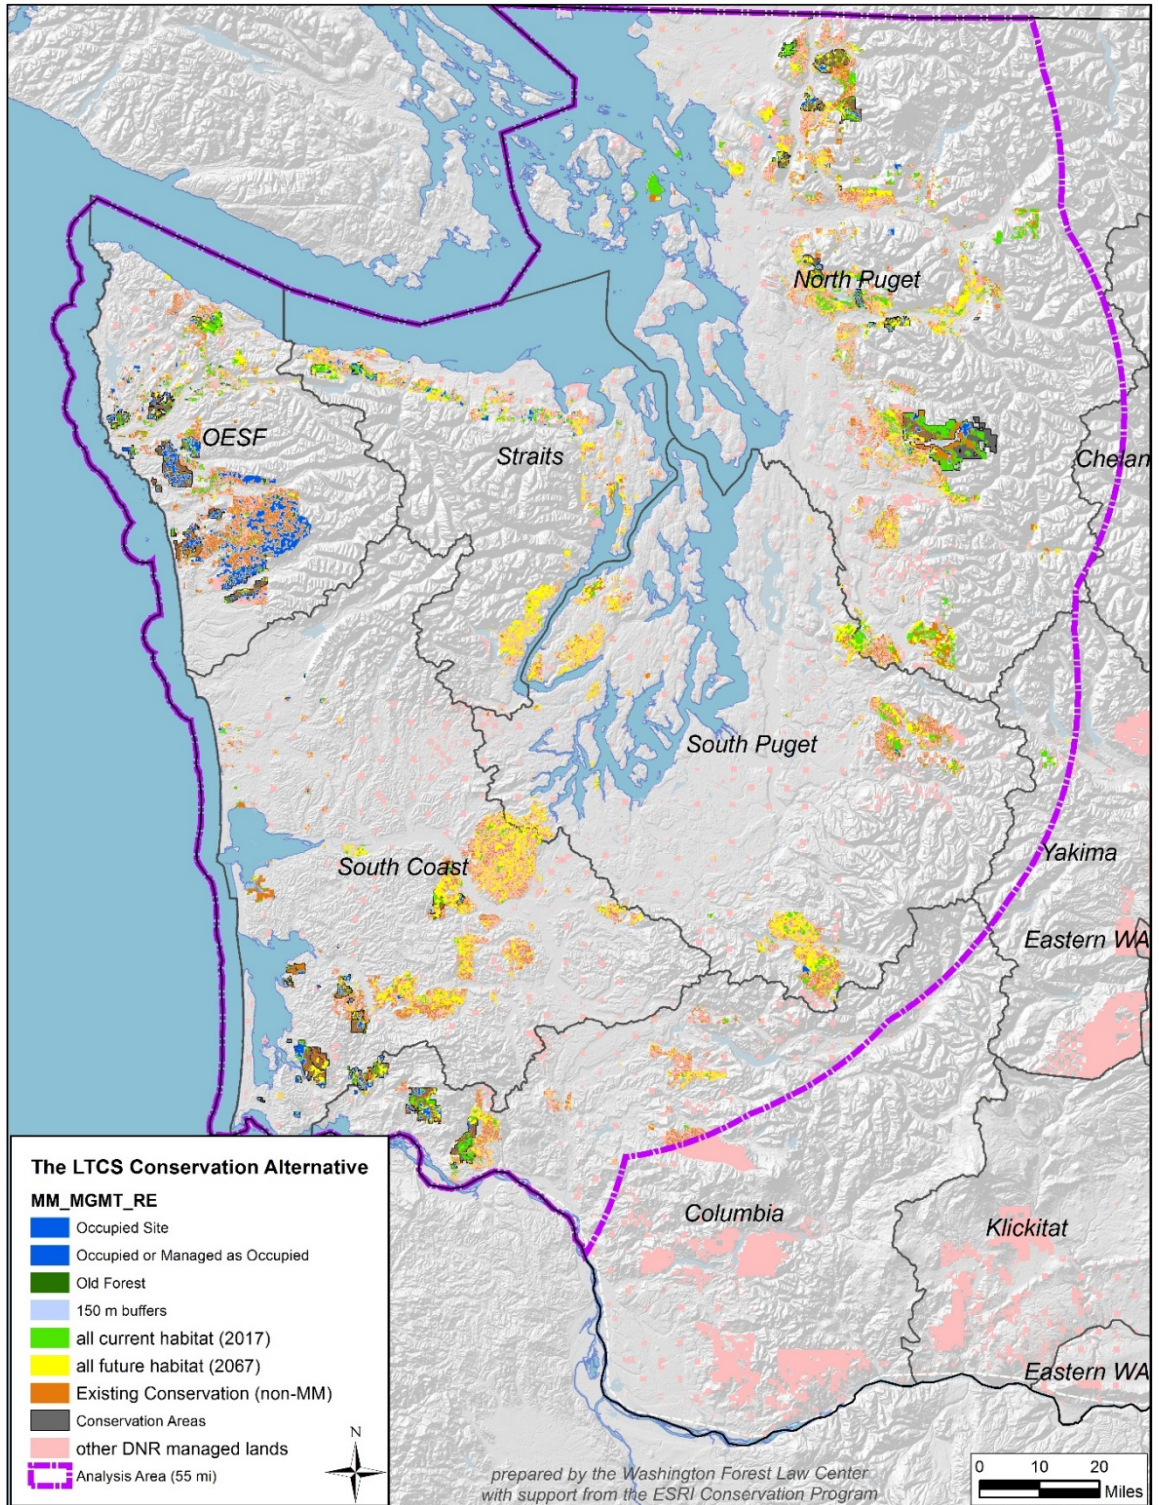 North Puget
OESF
Straits
Chelan
South Puget
South Coast
Yakima
Eastern WA
Columbia
Klickitat
Eastern WA
The LTCS Conservation Alternative
MM_MGMT_RE
Occupied Site
Occupied or Managed as Occupied
Old Forest
150 m buffers
all current habitat (2017)
all future habitat (2067)
Existing Conservation (non-MM)
Conservation Areas
other DNR managed lands
Analysis Area (55 mi)
N
prepared by the Washington Forest Law Center
with support from the ESRI Conservation Program
0 10 20
Miles